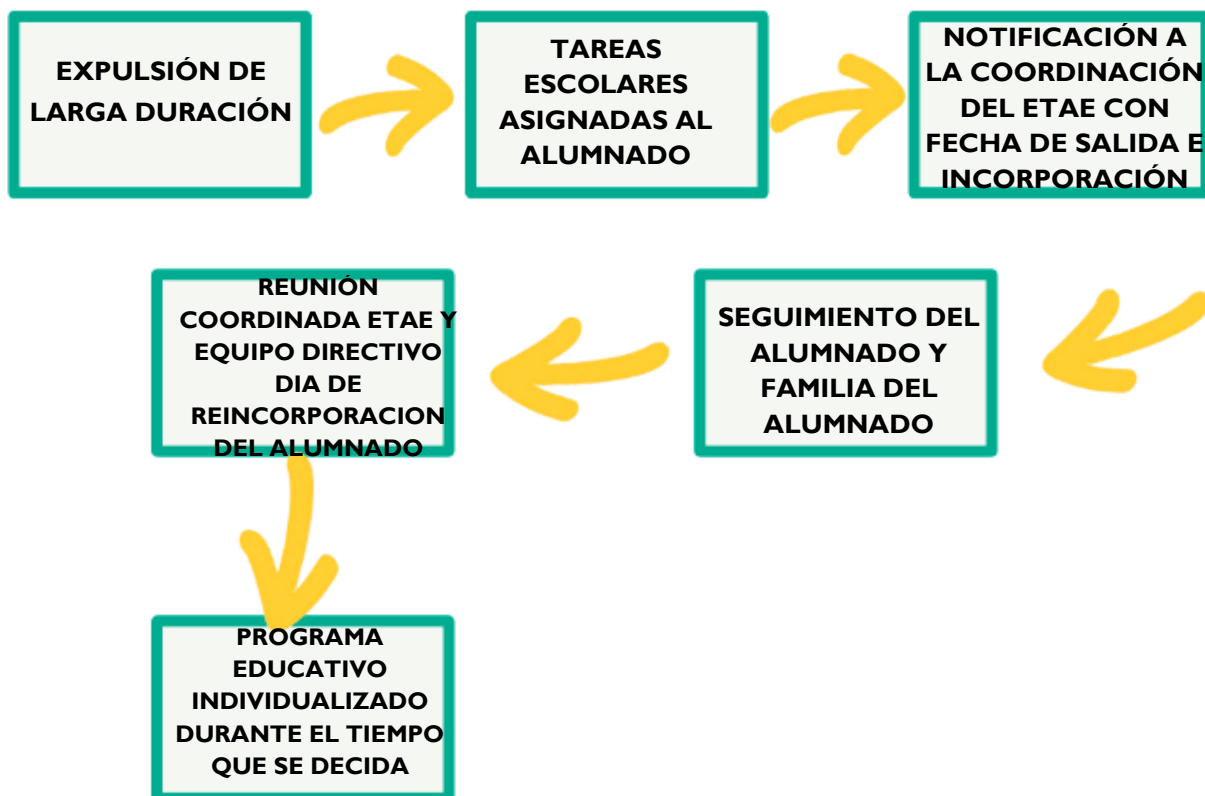 EXPULSIÓN DE
LARGA DURACIÓN
TAREAS
ESCOLARES
ASIGNADAS AL
ALUMNADO
NOTIFICACIÓN A
LA COORDINACIÓN
DEL ETAE CON
FECHA DE SALIDA E
INCORPORACIÓN
SEGUIMIENTO DEL
ALUMNADO Y
FAMILIA DEL
ALUMNADO
REUNIÓN
COORDINADA ETAE Y
EQUIPO DIRECTIVO
DIA DE
REINCORPORACION
DEL ALUMNADO
PROGRAMA
EDUCATIVO
INDIVIDUALIZADO
DURANTE EL TIEMPO
QUE SE DECIDA